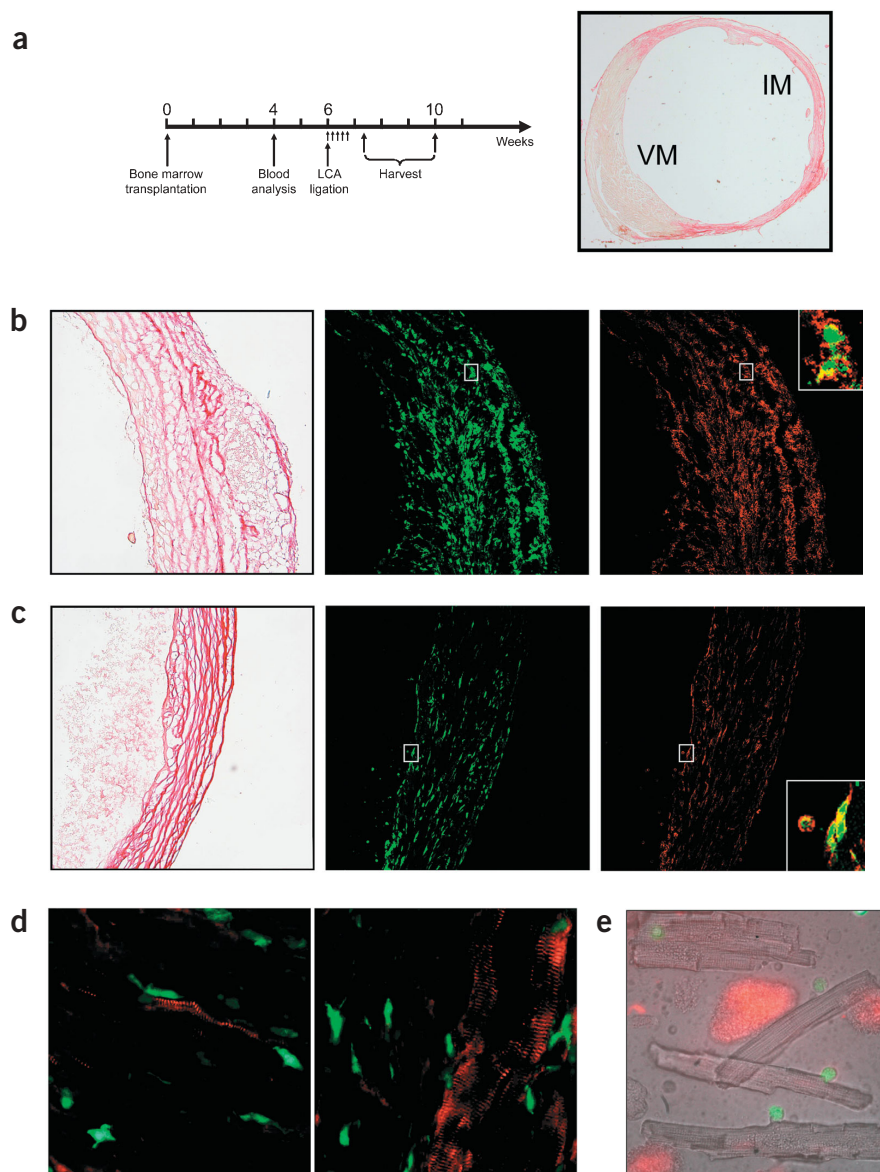 a
0 4 6 10
Weeks
Bone marrow
transplantation
Blood
analysis
LCA
ligation
Harvest
IM
VM
b
c
d
e